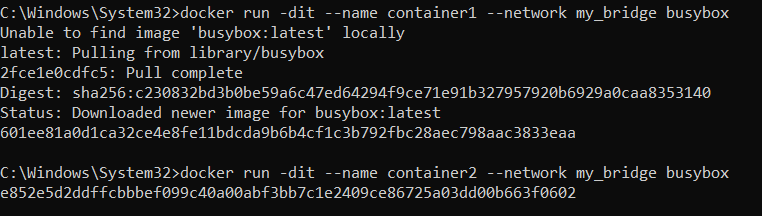 C:\Windows\System32>docker run -dit --name container1 --network my_bridge busybox
Unable to find image 'busybox:latest' locally
latest: Pulling from library/busybox
2fce1e0cdfc5: Pull complete
Digest: sha256:c230832bd3b0be59a6c47ed64294f9ce71e91b327957920b6929a0caa8353140
Status: Downloaded newer image for busybox:latest
601ee81a0d1ca32ce4e8fe11bdcda9b6b4cf1c3b792fbc28aec798aac3833eaa
C:\Windows\System32>docker run -dit --name container2 --network my_bridge busybox
e852e5d2ddffcbbbef099c40a00abf3bb7c1e2409ce86725a03dd00b663f0602